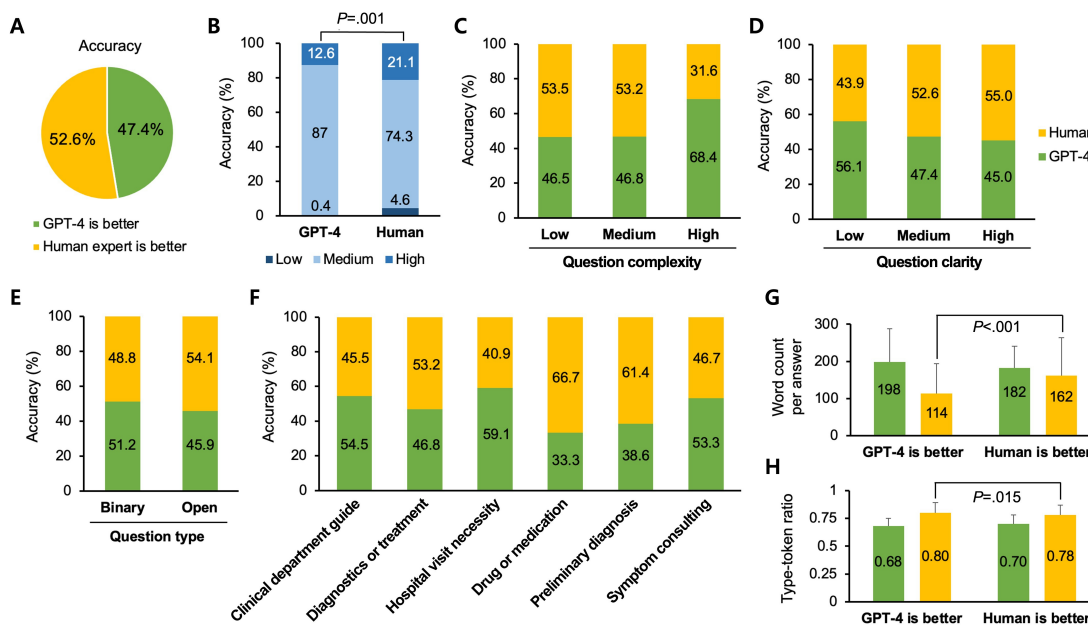 A
Accuracy
52.6%
47.4%
GPT-4 is better
Human expert is better
B
P=.001
Accuracy (%)
100
80
60
40
20
0
12.6
87
0.4
21.1
74.3
4.6
GPT-4
Human
Low
Medium
High
C
Accuracy (%)
100
80
60
40
20
0
53.5
53.2
31.6
46.5
46.8
68.4
Low
Medium
High
Question complexity
D
Accuracy (%)
100
80
60
40
20
0
43.9
52.6
55.0
56.1
47.4
45.0
Low
Medium
High
Question clarity
Human
GPT-4
E
Accuracy (%)
100
80
60
40
20
0
48.8
54.1
51.2
45.9
Binary
Open
Question type
F
Accuracy (%)
100
80
60
40
20
0
45.5
53.2
40.9
66.7
61.4
46.7
54.5
46.8
59.1
33.3
38.6
53.3
Clinical department guide
Diagnostics or treatment
Hospital visit necessity
Drug or medication
Preliminary diagnosis
Symptom consulting
G
P<.001
Word count
per answer
300
200
100
0
198
114
182
162
GPT-4 is better
Human is better
H
P=.015
Type-token ratio
1
0.75
0.5
0.25
0
0.68
0.80
0.70
0.78
GPT-4 is better
Human is better